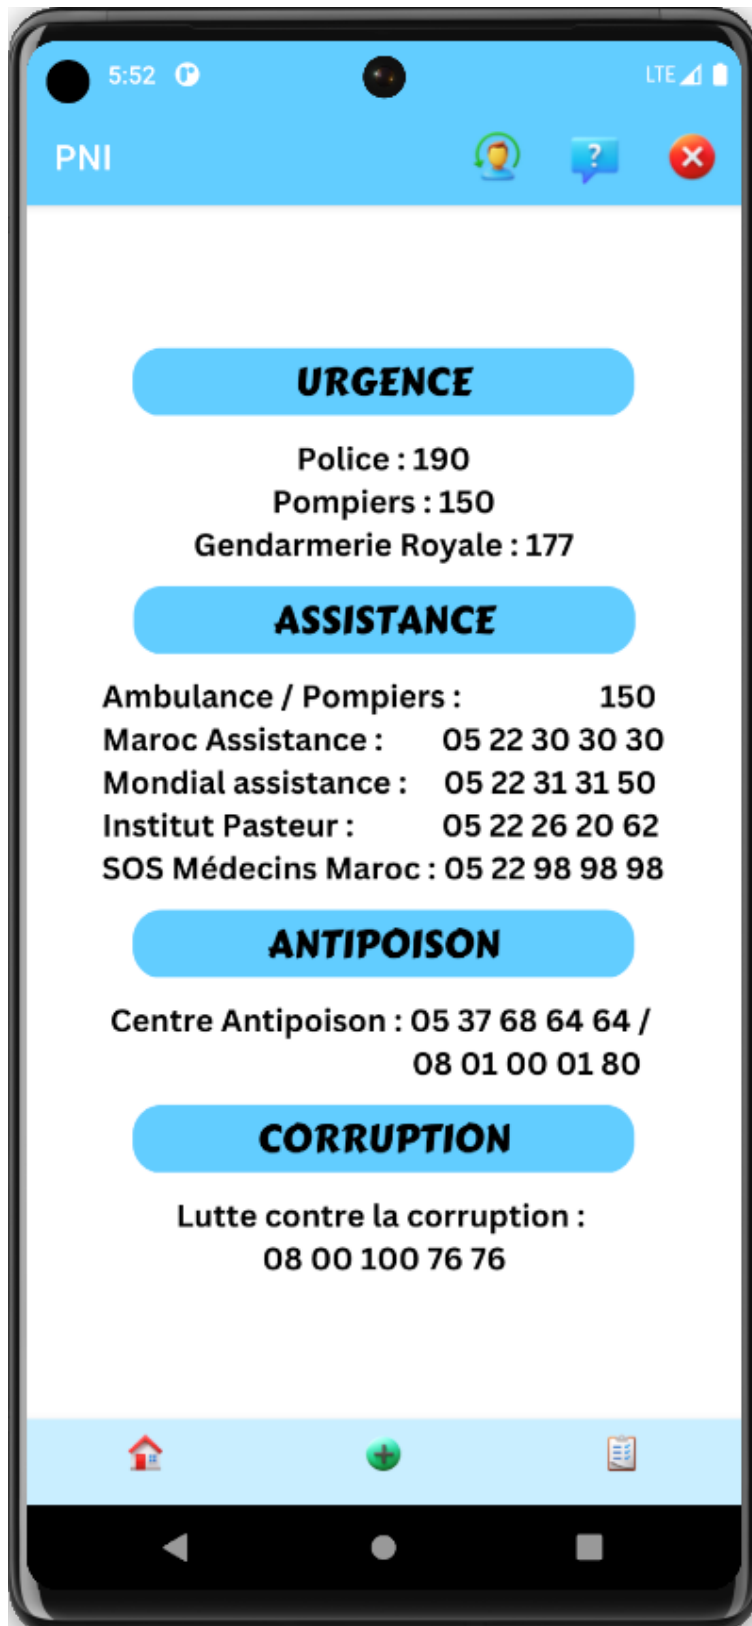 5:52
LTE
PNI
?
URGENCE
Police : 190
Pompiers : 150
Gendarmerie Royale : 177
ASSISTANCE
Ambulance / Pompiers : 150
Maroc Assistance : 05 22 30 30 30
Mondial assistance : 05 22 31 31 50
Institut Pasteur : 05 22 26 20 62
SOS Médecins Maroc : 05 22 98 98 98
ANTIPOISON
Centre Antipoison : 05 37 68 64 64 /
08 01 00 01 80
CORRUPTION
Lutte contre la corruption :
08 00 100 76 76